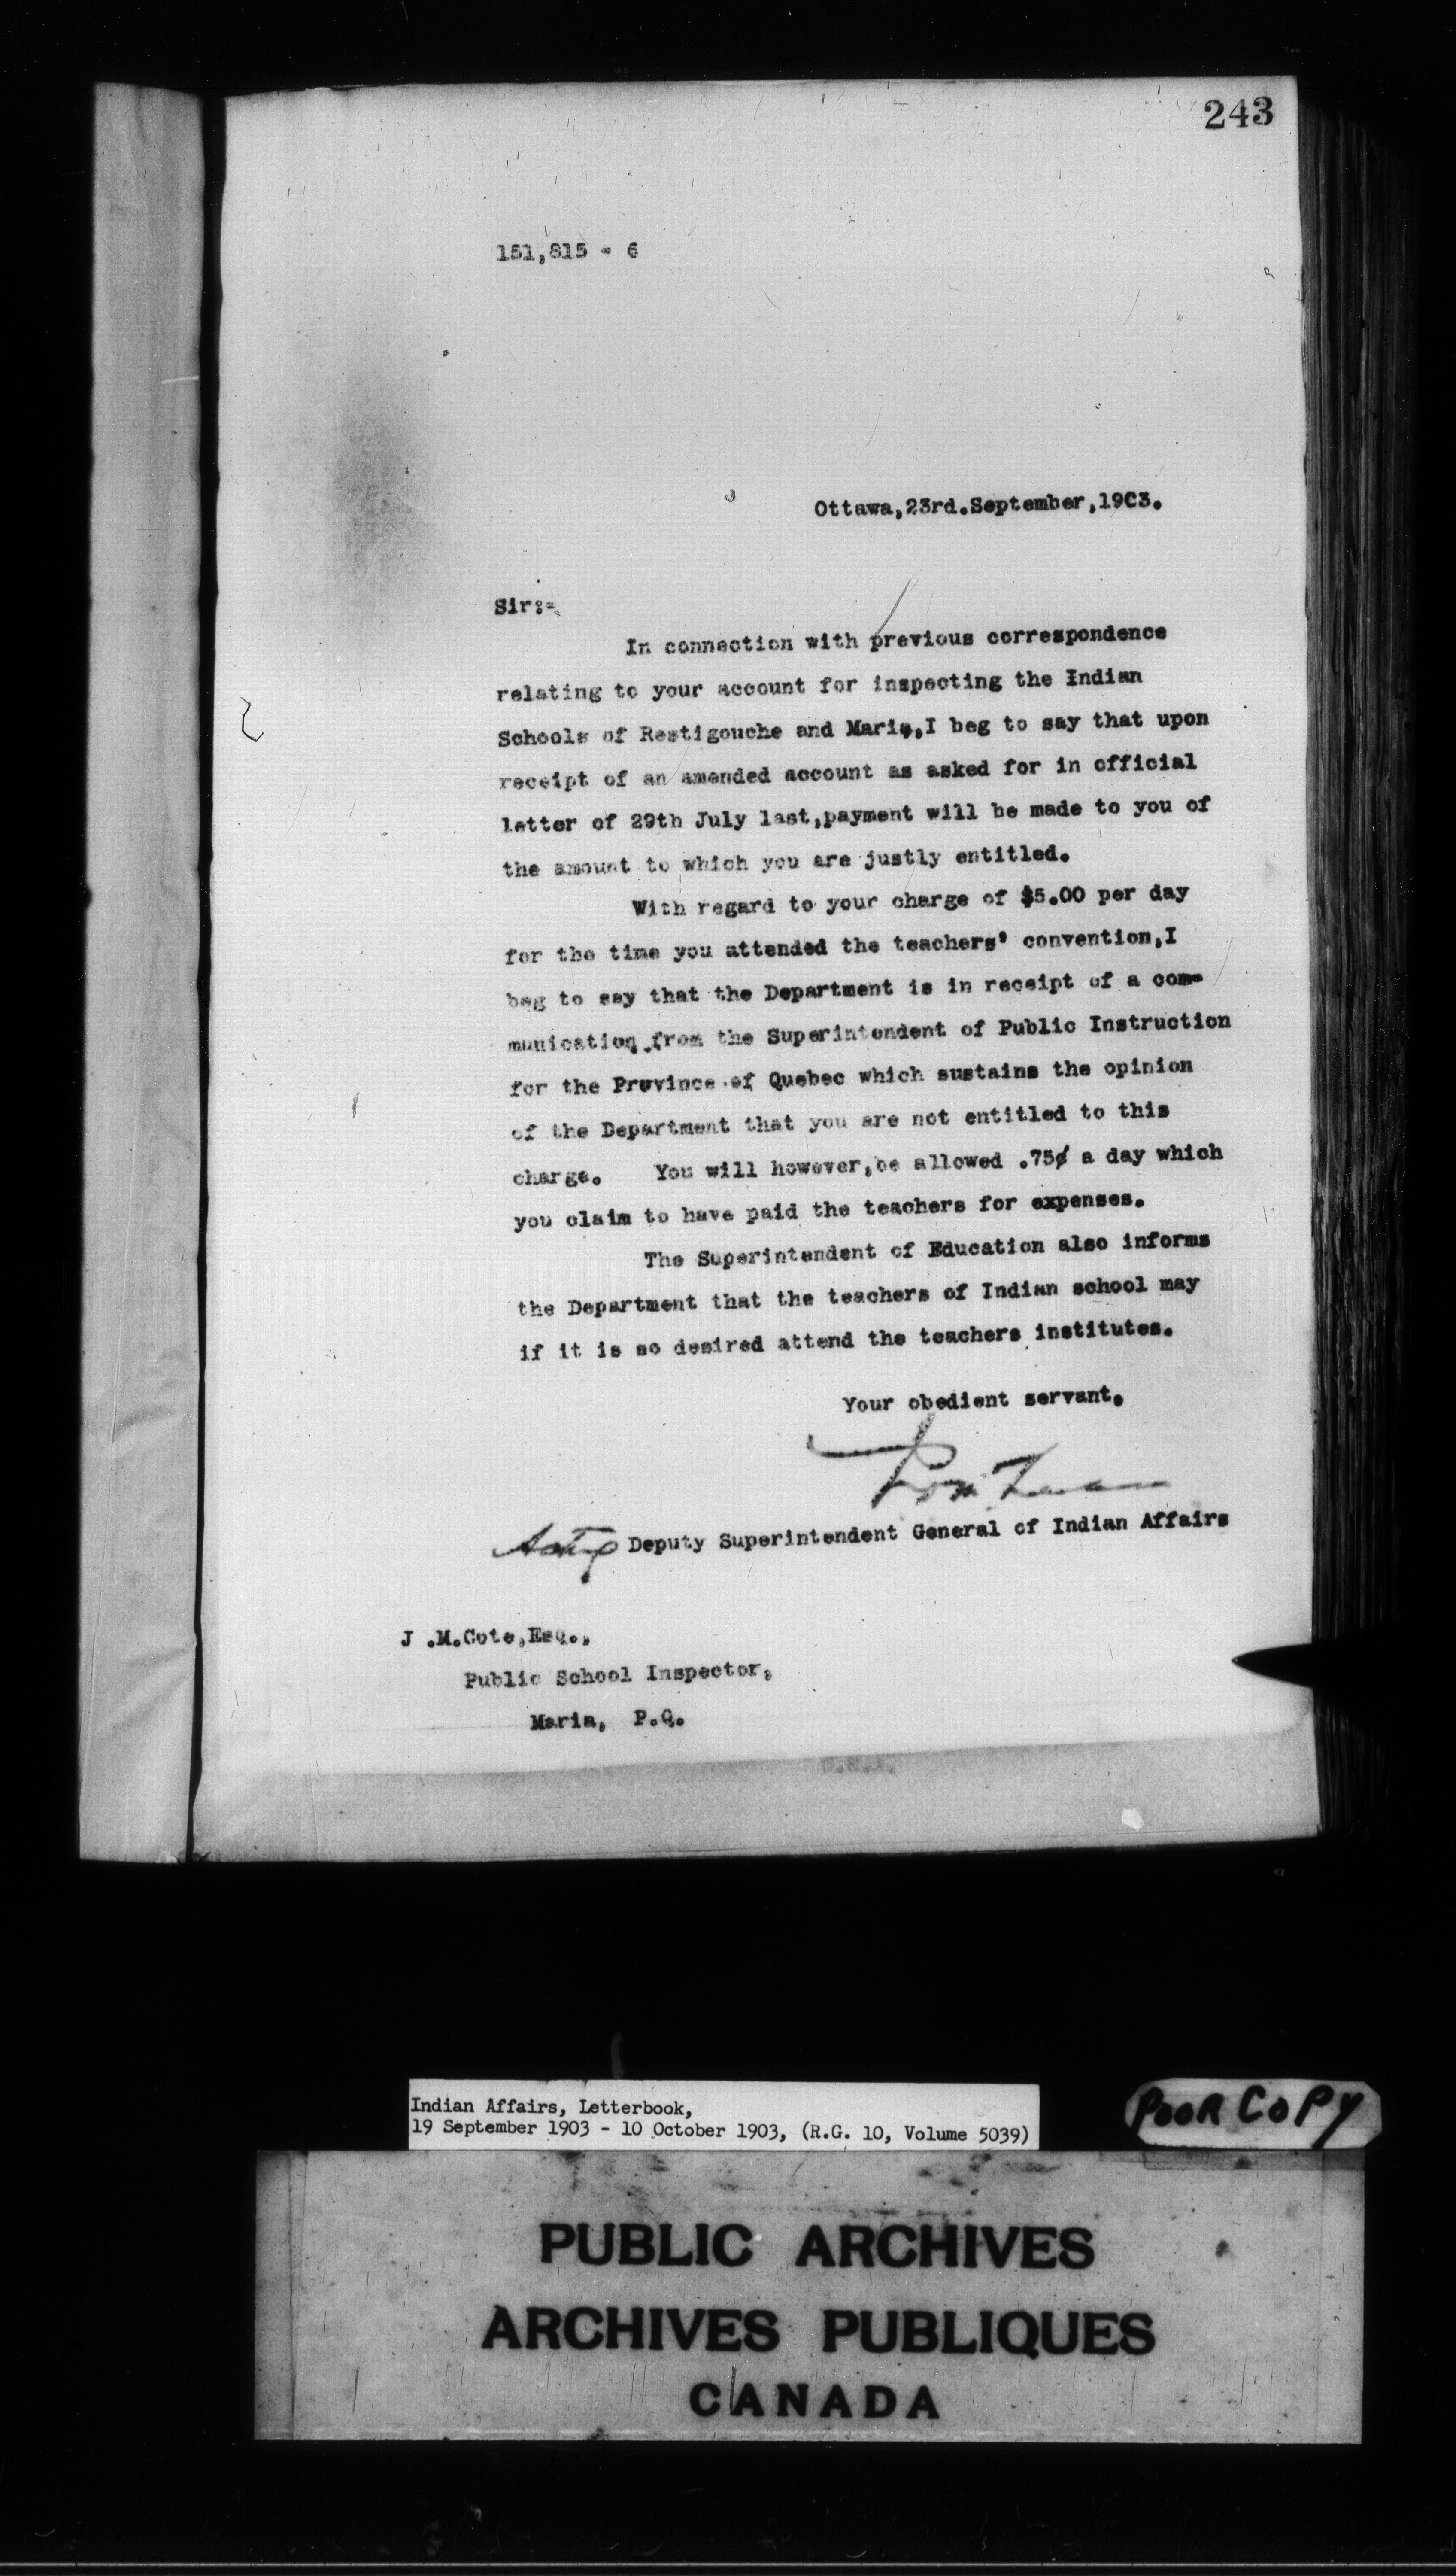 243
151,815 - 6
Ottawa,23rd.September,1903.
Sir:-
In connection with previous correspondence
relating to your account for inspecting the Indian
Schools of Restigouche and Maria,I beg to say that upon
receipt of an amended account as asked for in official
letter of 29th July last,payment will be made to you of
the amount to which you are justly entitled.
With regard to your charge of $5.00 per day
for the time you attended the teachers' convention,I
beg to say that the Department is in receipt of a com-
munication from the Superintendent of Public Instruction
for the Province of Quebec which sustains the opinion
of the Department that you are not entitled to this
charge. You will however,be allowed .75¢ a day which
you claim to have paid the teachers for expenses.
The Superintendent of Education also informs
the Department that the teachers of Indian school may
if it is so desired attend the teachers institutes.
Your obedient servant.
Acting Deputy Superintendent General of Indian Affairs
J .M.Cote,Esq.,
Public School Inspector,
Maria, P.Q.
Indian Affairs, Letterbook,
19 September 1903 - 10 October 1903, (R.G. 10, Volume 5039)
POOR COPY
PUBLIC ARCHIVES
ARCHIVES PUBLIQUES
CANADA